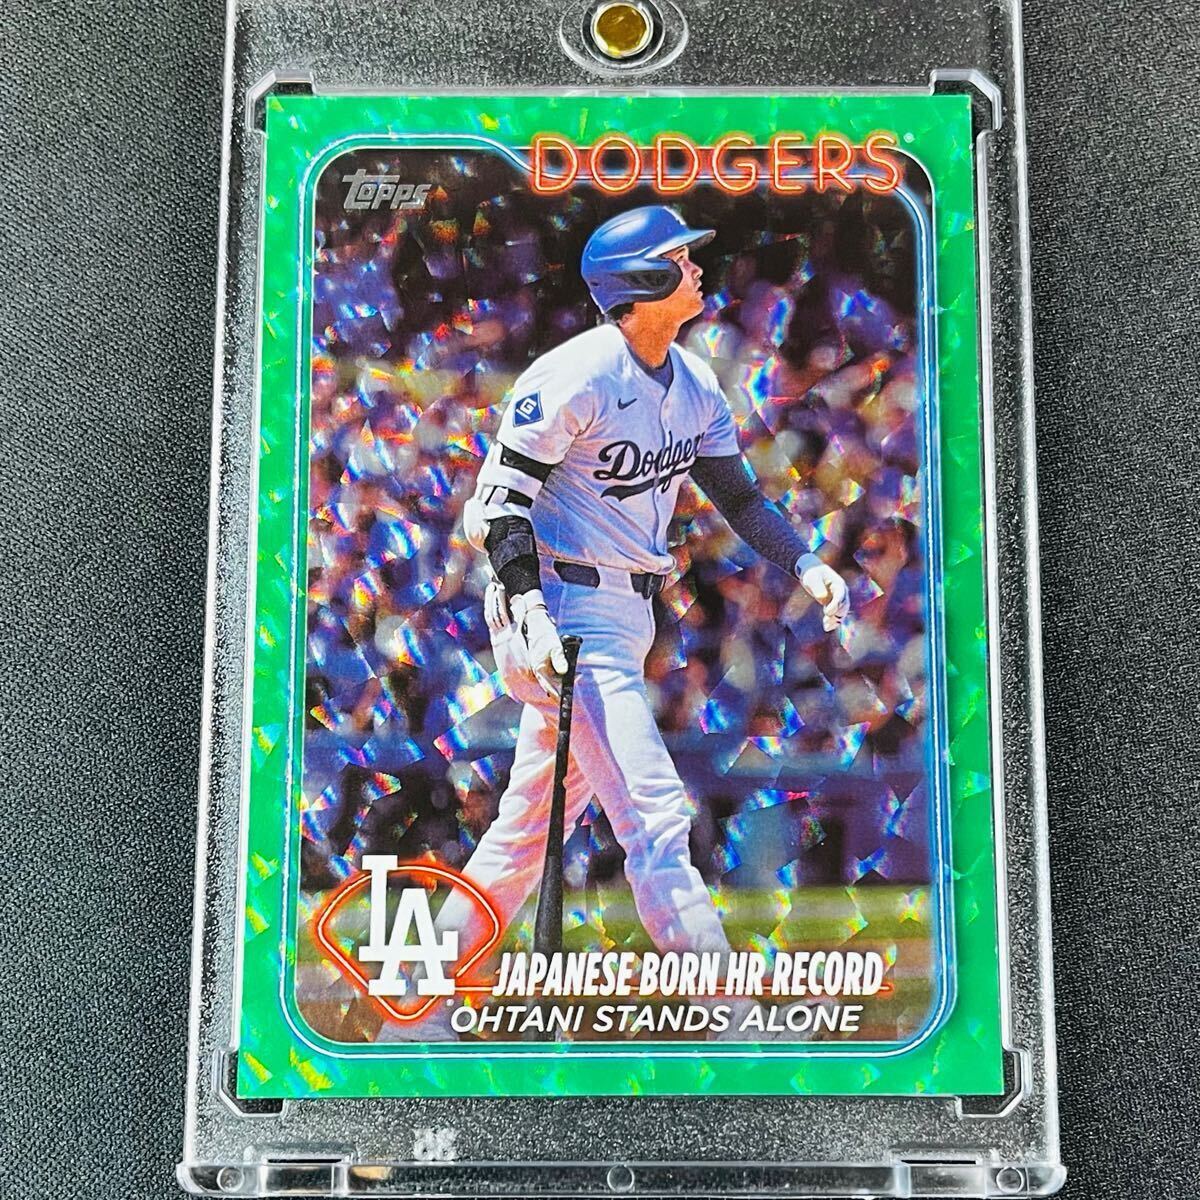 DODGERS
TOPPS
Dodgers
LA
JAPANESE BORN HR RECORD
OHTANI STANDS ALONE